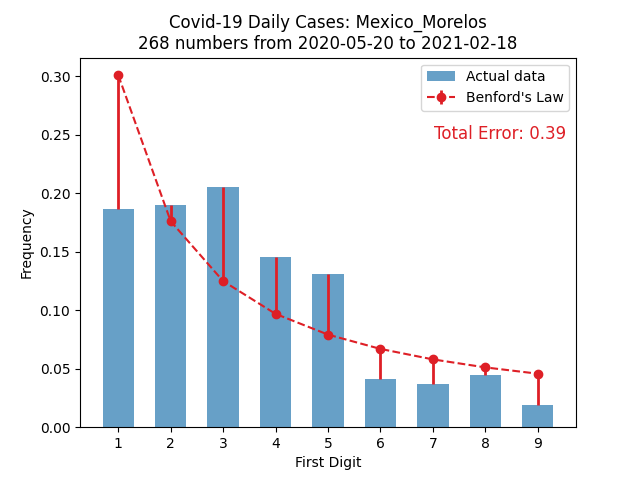 Covid-19 Daily Cases: Mexico_Morelos
268 numbers from 2020-05-20 to 2021-02-18
Actual data
Benford's Law
Total Error: 0.39
Frequency
0.30
0.25
0.20
0.15
0.10
0.05
0.00
1 2 3 4 5 6 7 8 9
First Digit